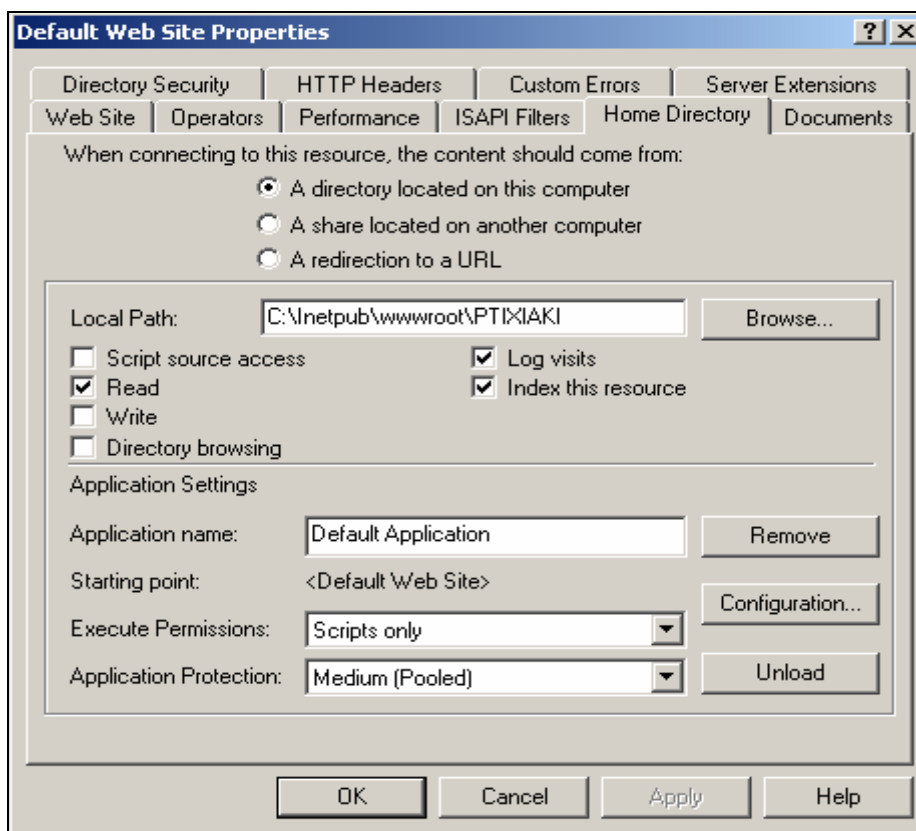 Default Web Site Properties
Directory Security HTTP Headers Custom Errors Server Extensions
Web Site Operators Performance ISAPI Filters Home Directory Documents
When connecting to this resource, the content should come from:
A directory located on this computer
A share located on another computer
A redirection to a URL
Local Path: C:\Inetpub\wwwroot\PTIXIAKI Browse...
Script source access Log visits
Read Index this resource
Write
Directory browsing
Application Settings
Application name: Default Application Remove
Starting point: <Default Web Site>
Configuration...
Execute Permissions: Scripts only
Application Protection: Medium (Pooled) Unload
OK Cancel Apply Help